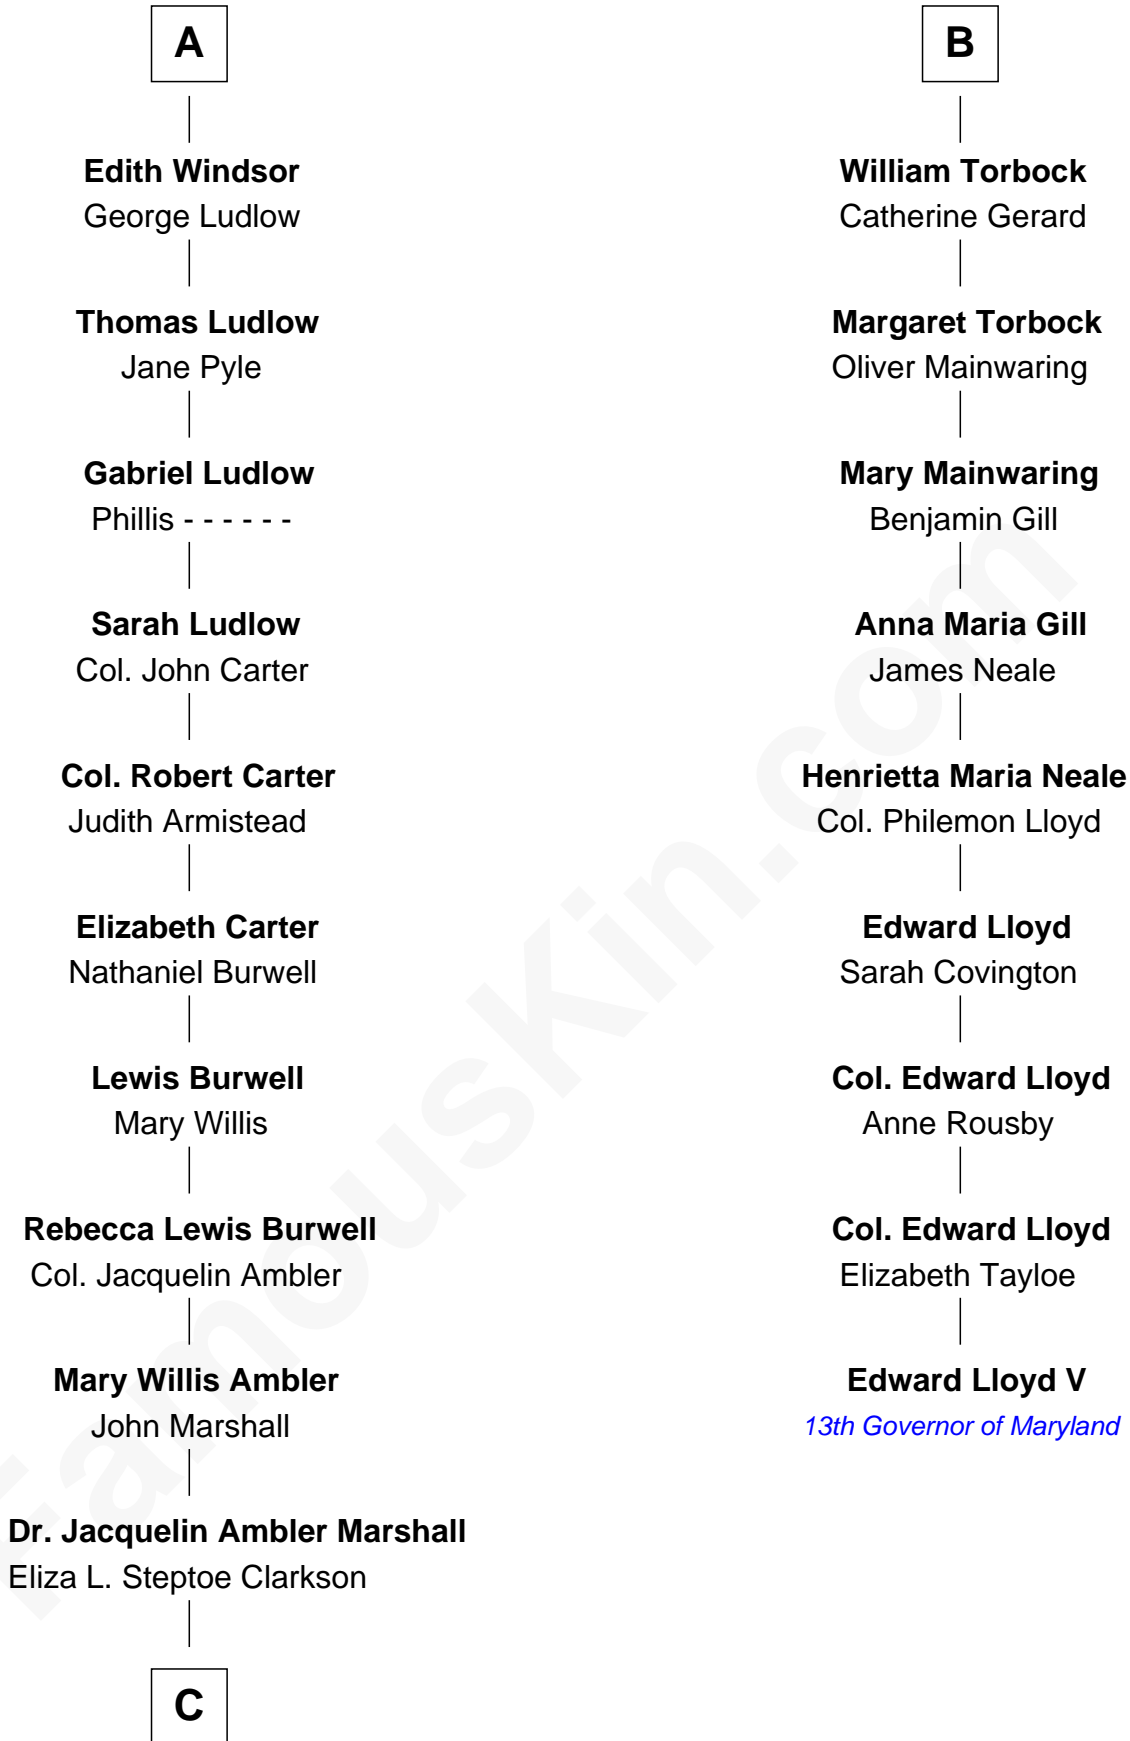 A
Edith Windsor
George Ludlow
Thomas Ludlow
Jane Pyle
Gabriel Ludlow
Phillis - - - - - -
Sarah Ludlow
Col. John Carter
Col. Robert Carter
Judith Armistead
Elizabeth Carter
Nathaniel Burwell
Lewis Burwell
Mary Willis
Rebecca Lewis Burwell
Col. Jacquelin Ambler
Mary Willis Ambler
John Marshall
Dr. Jacquelin Ambler Marshall
Eliza L. Steptoe Clarkson
C
B
William Torbock
Catherine Gerard
Margaret Torbock
Oliver Mainwaring
Mary Mainwaring
Benjamin Gill
Anna Maria Gill
James Neale
Henrietta Maria Neale
Col. Philemon Lloyd
Edward Lloyd
Sarah Covington
Col. Edward Lloyd
Anne Rousby
Col. Edward Lloyd
Elizabeth Tayloe
Edward Lloyd V
13th Governor of Maryland
FamousKin.com